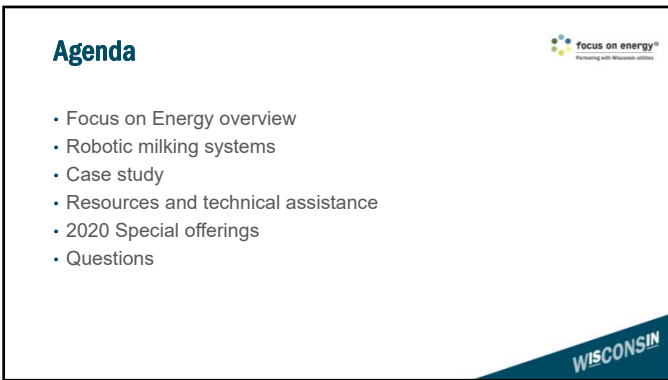 Agenda
focus on energy®
Partnering with Wisconsin utilities
• Focus on Energy overview
• Robotic milking systems
• Case study
• Resources and technical assistance
• 2020 Special offerings
• Questions
WISCONSIN